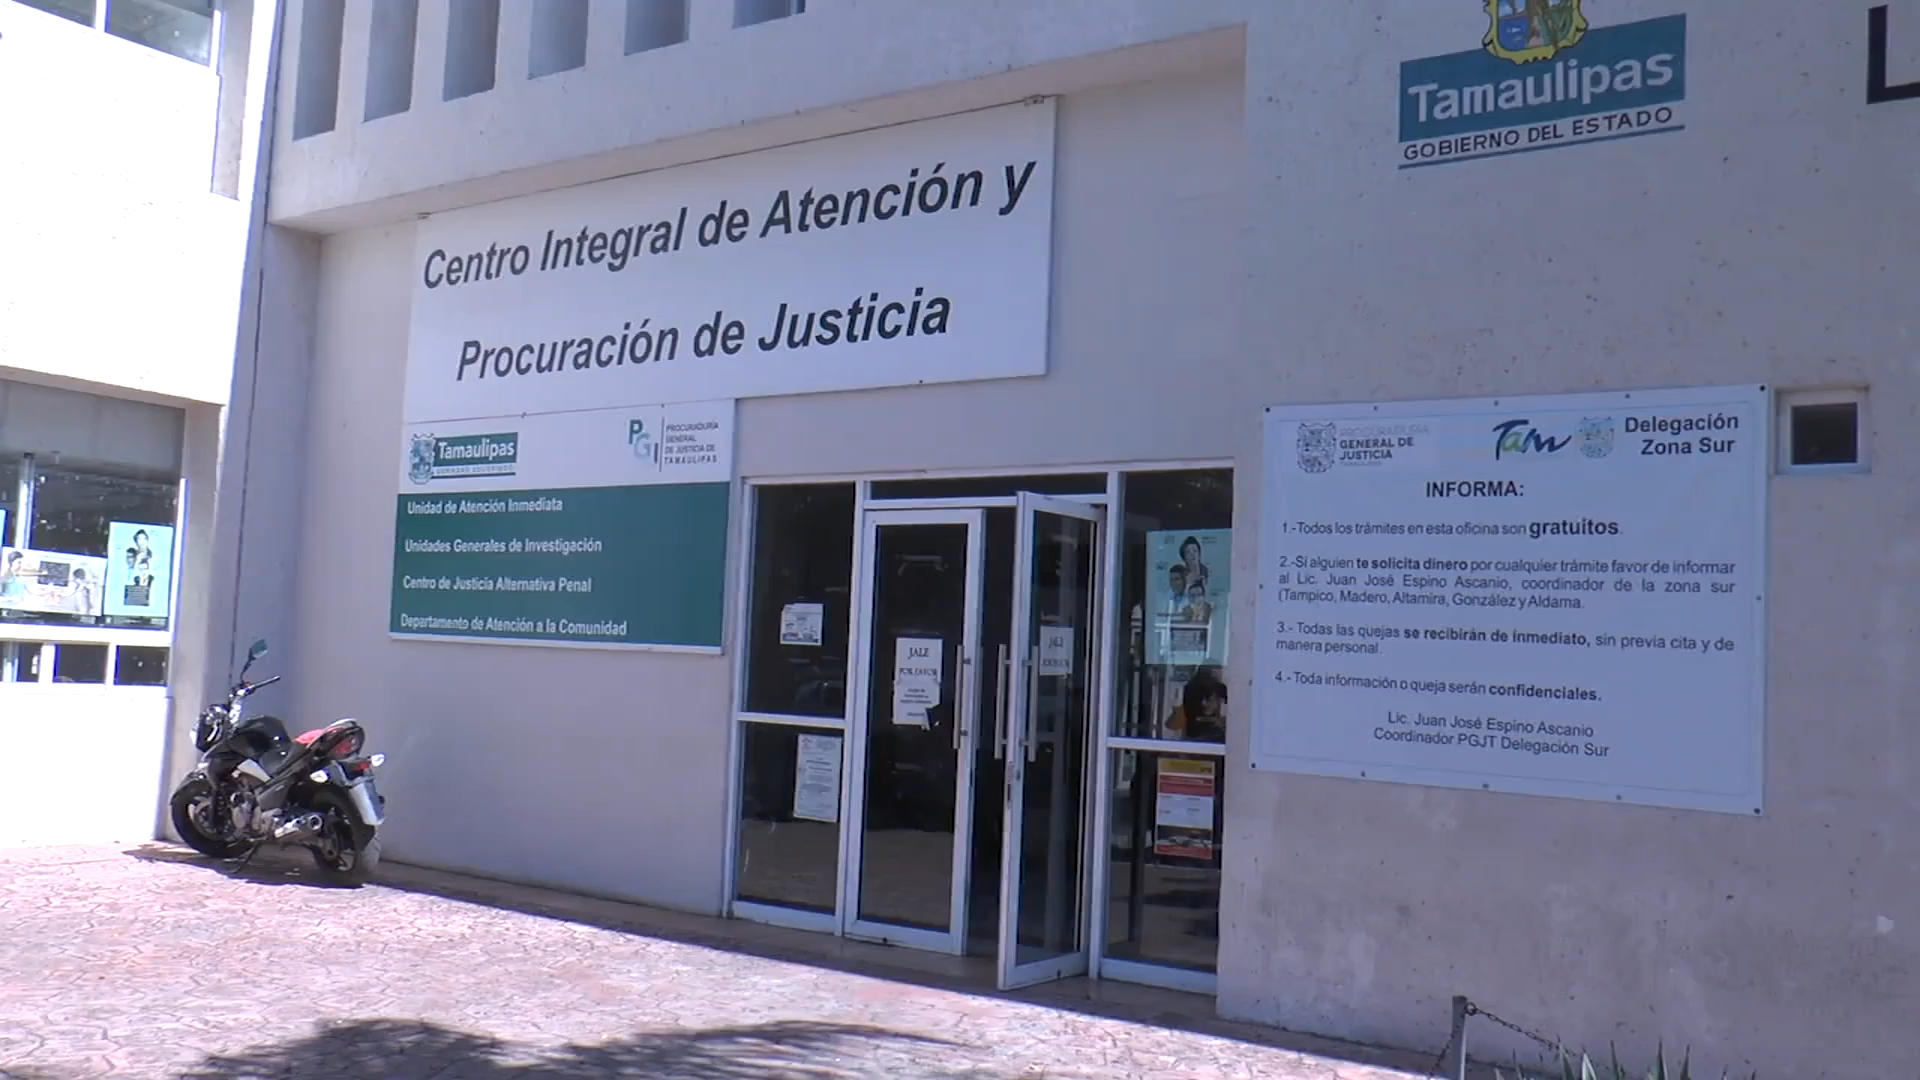 Tamaulipas
GOBIERNO DEL ESTADO
Centro Integral de Atención y
Procuración de Justicia
Tamaulipas
PGJ
PROCURADURÍA
GENERAL
DE JUSTICIA DE
TAMAULIPAS
Unidad de Atención Inmediata
Unidades Generales de Investigación
Centro de Justicia Alternativa Penal
Departamento de Atención a la Comunidad
JALE
POR FAVOR
PROCURADURÍA
GENERAL DE
JUSTICIA
Tam
Delegación
Zona Sur
INFORMA:
1.-Todos los trámites en esta oficina son gratuitos.
2.-Si alguien te solicita dinero por cualquier trámite favor de informar
al Lic. Juan José Espino Ascanio, coordinador de la zona sur
(Tampico, Madero, Altamira, González y Aldama.
3.- Todas las quejas se recibirán de inmediato, sin previa cita y de
manera personal.
4.- Toda información o queja serán confidenciales.
Lic. Juan José Espino Ascanio
Coordinador PGJT Delegación Sur